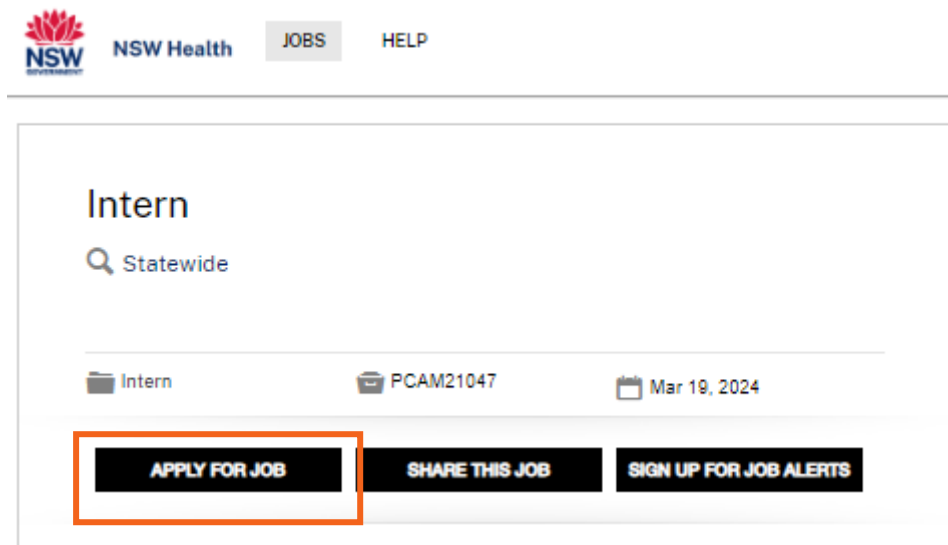 NSW
GOVERNMENT
NSW Health JOBS HELP
Intern
Statewide
Intern PCAM21047 Mar 19, 2024
APPLY FOR JOB SHARE THIS JOB SIGN UP FOR JOB ALERTS